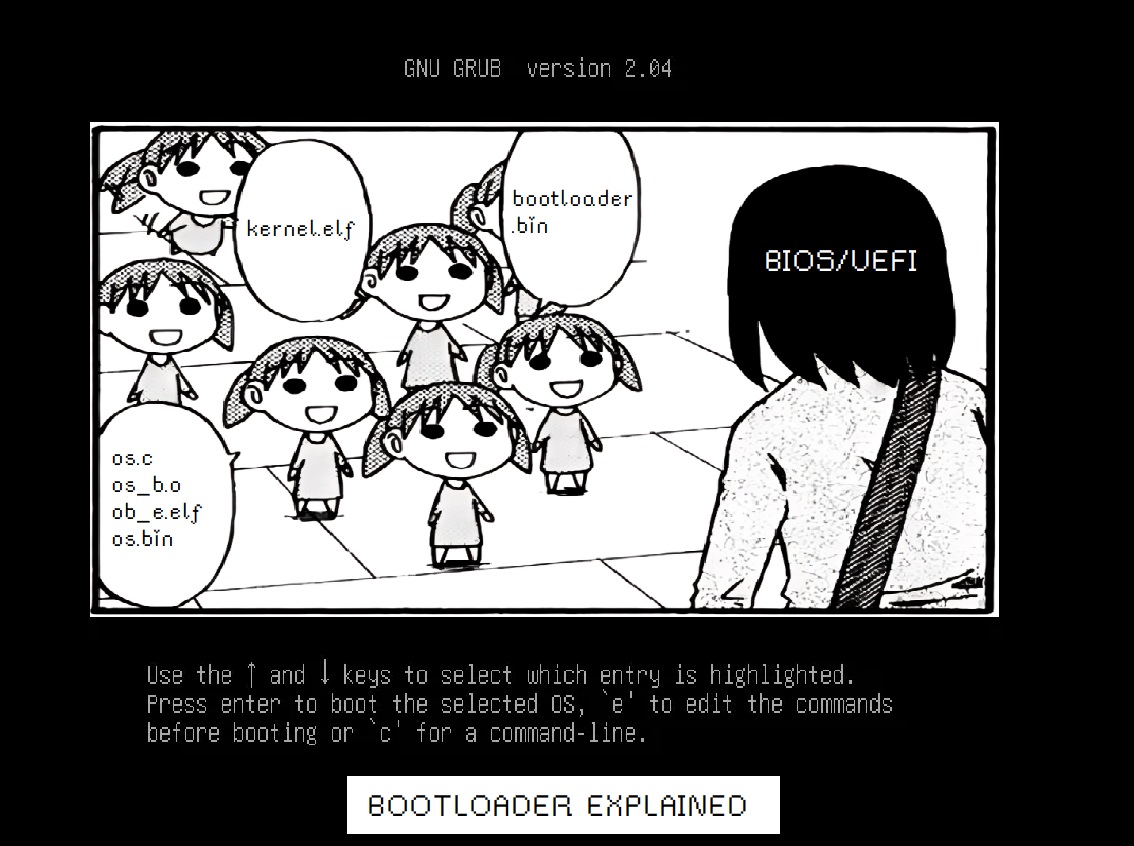 GNU GRUB version 2.04
kernel.elf
bootloader
.bin
BIOS/UEFI
os.c
os_b.o
ob_e.elf
os.bin
Use the ↑ and ↓ keys to select which entry is highlighted.
Press enter to boot the selected OS, `e' to edit the commands
before booting or `c' for a command-line.
BOOTLOADER EXPLAINED